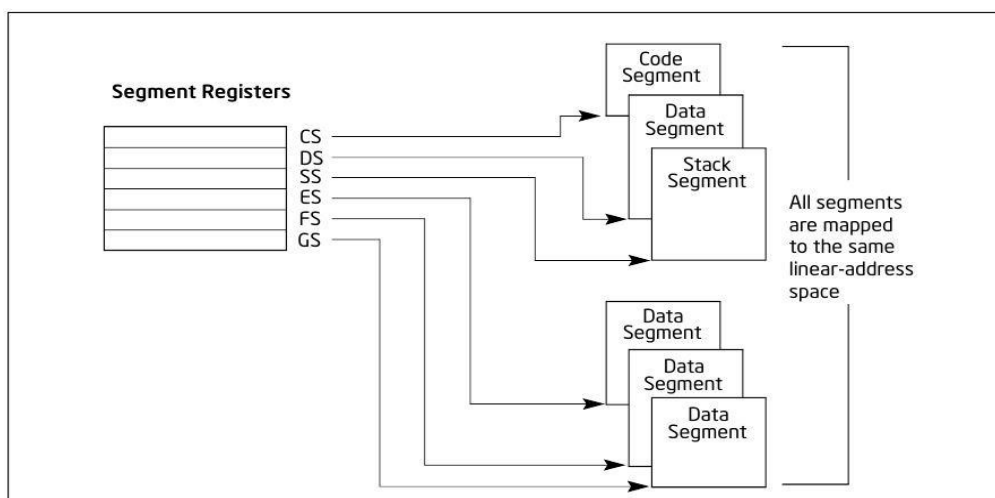 Segment Registers
CS
DS
SS
ES
FS
GS
Code
Segment
Data
Segment
Stack
Segment
Data
Segment
Data
Segment
Data
Segment
All segments
are mapped
to the same
linear-address
space